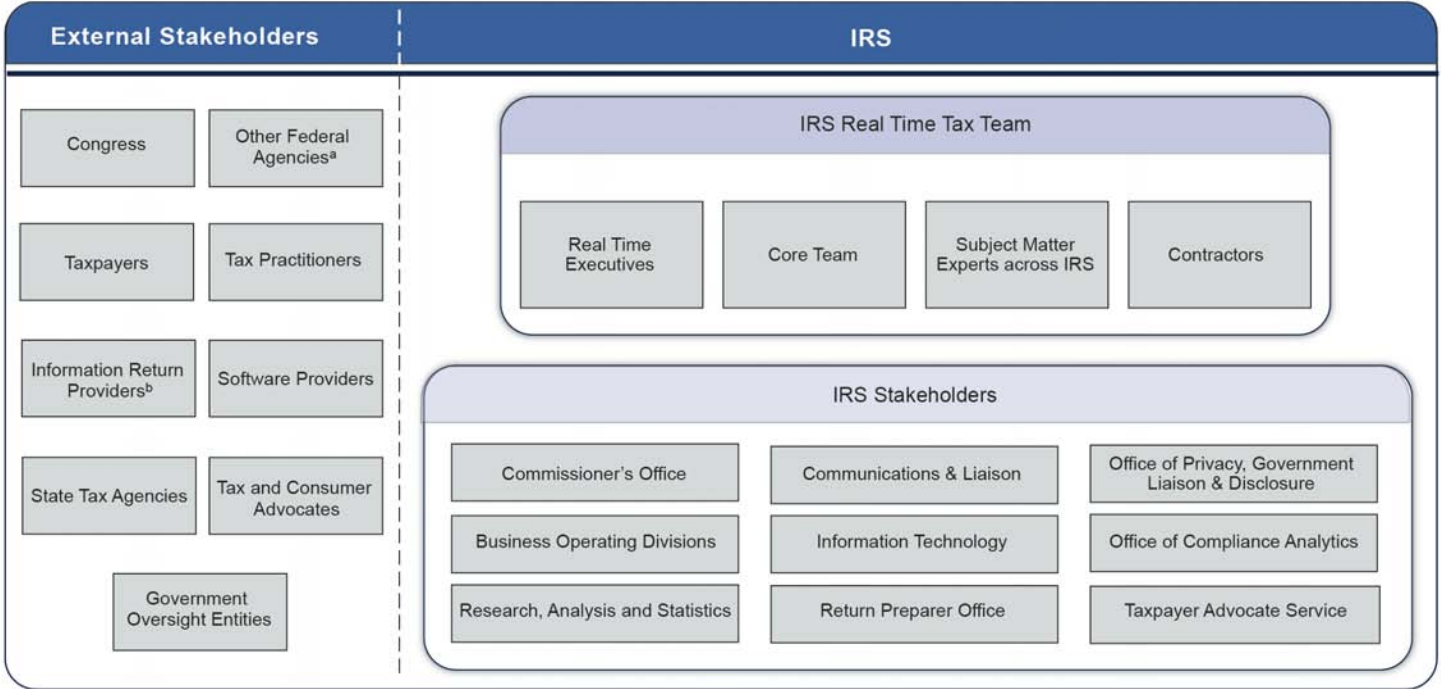 External Stakeholders
IRS
Congress
Other Federal
Agenciesᵃ
Taxpayers
Tax Practitioners
Information Return
Providersᵇ
Software Providers
State Tax Agencies
Tax and Consumer
Advocates
Government
Oversight Entities
IRS Real Time Tax Team
Real Time
Executives
Core Team
Subject Matter
Experts across IRS
Contractors
IRS Stakeholders
Commissioner’s Office
Communications & Liaison
Office of Privacy, Government
Liaison & Disclosure
Business Operating Divisions
Information Technology
Office of Compliance Analytics
Research, Analysis and Statistics
Return Preparer Office
Taxpayer Advocate Service